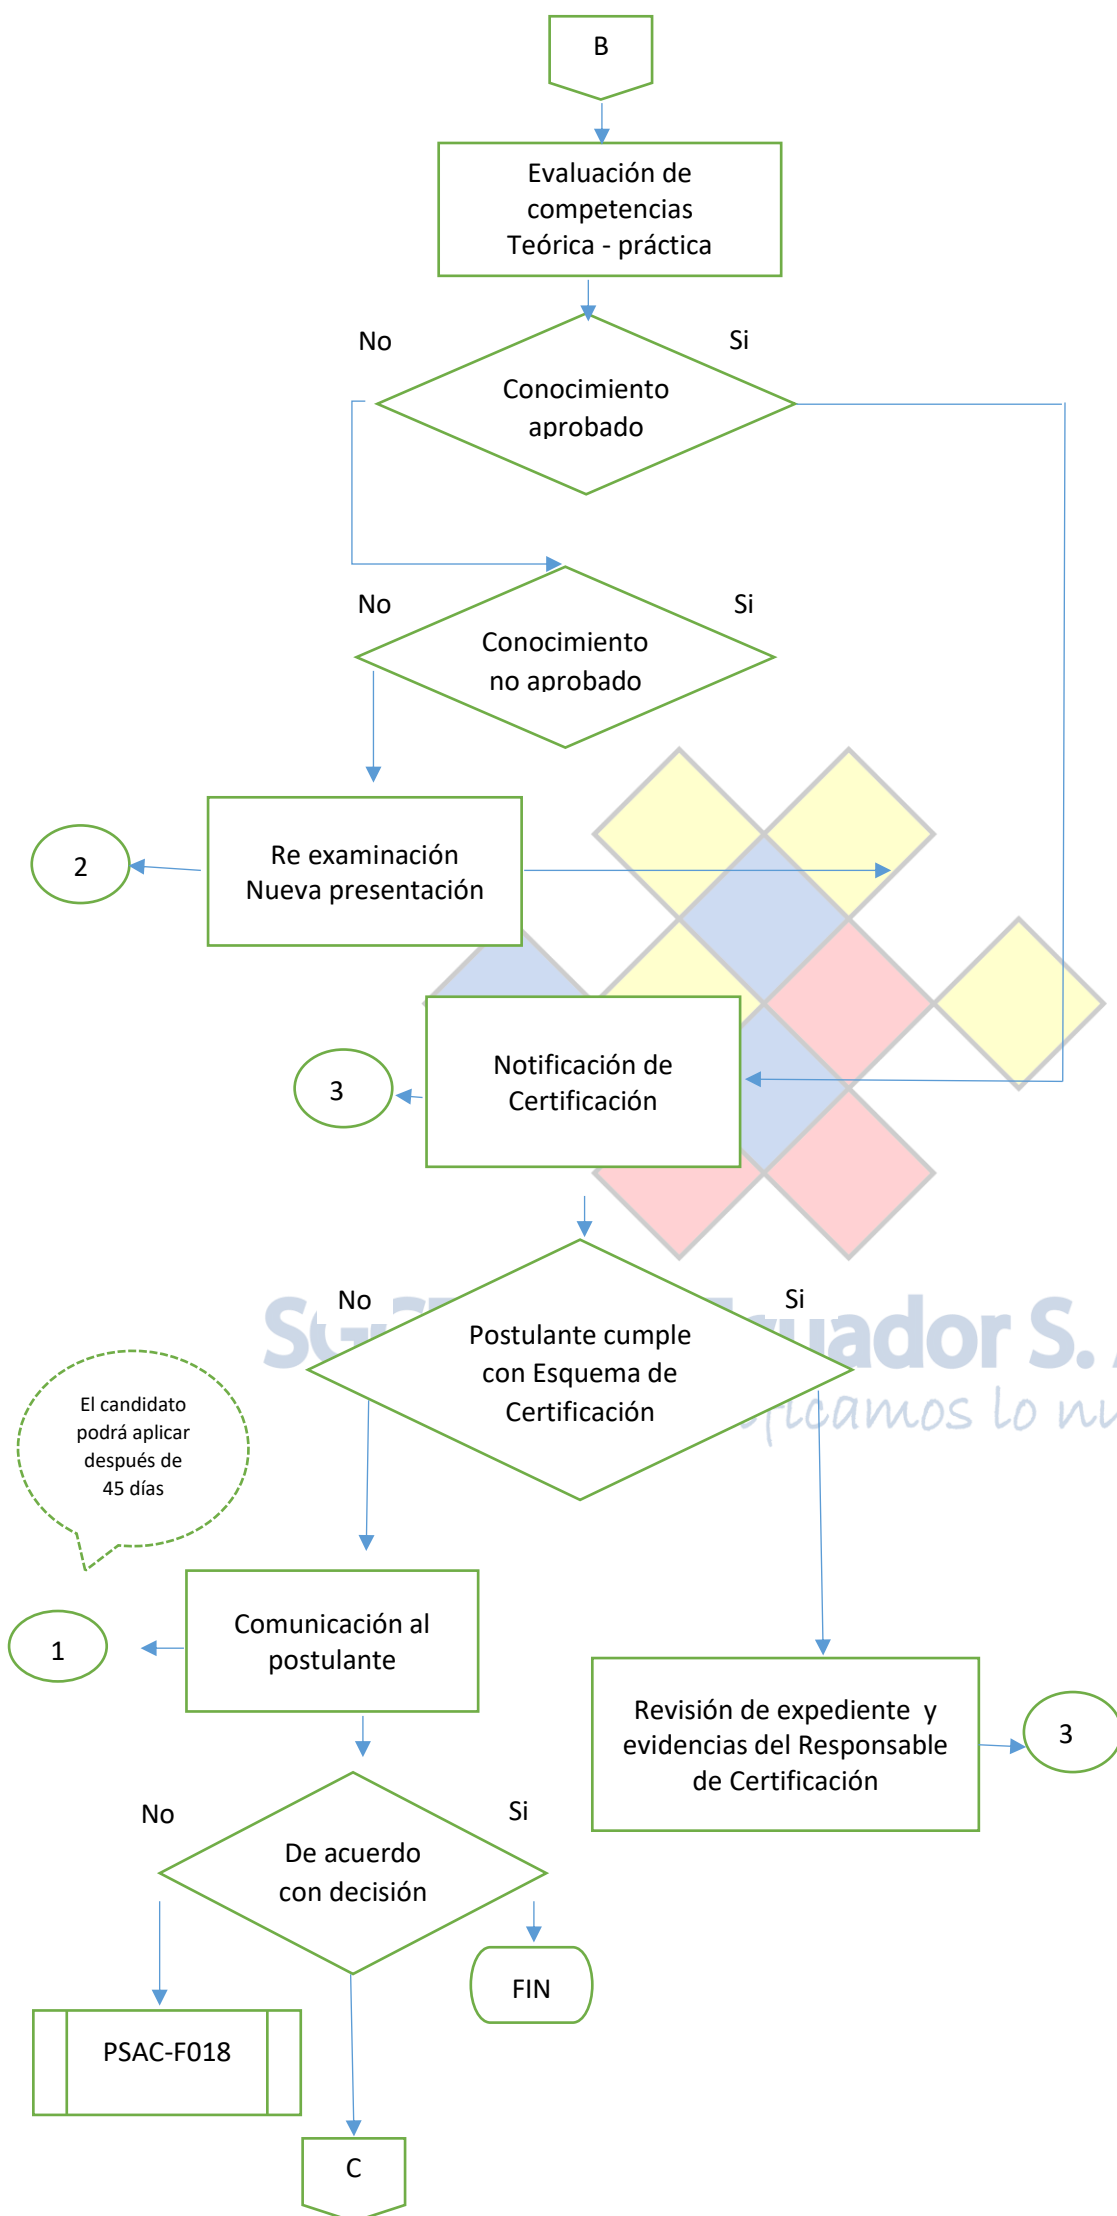 B
Evaluación de
competencias
Teórica - práctica
No
Si
Conocimiento
aprobado
No
Si
Conocimiento
no aprobado
2
Re examinación
Nueva presentación
3
Notificación de
Certificación
No
Si
Postulante cumple
con Esquema de
Certificación
ador S.
lo
El candidato
podrá aplicar
después de
45 días
1
Comunicación al
postulante
Revisión de expediente y
evidencias del Responsable
de Certificación
3
No
Si
De acuerdo
con decisión
FIN
PSAC-F018
C